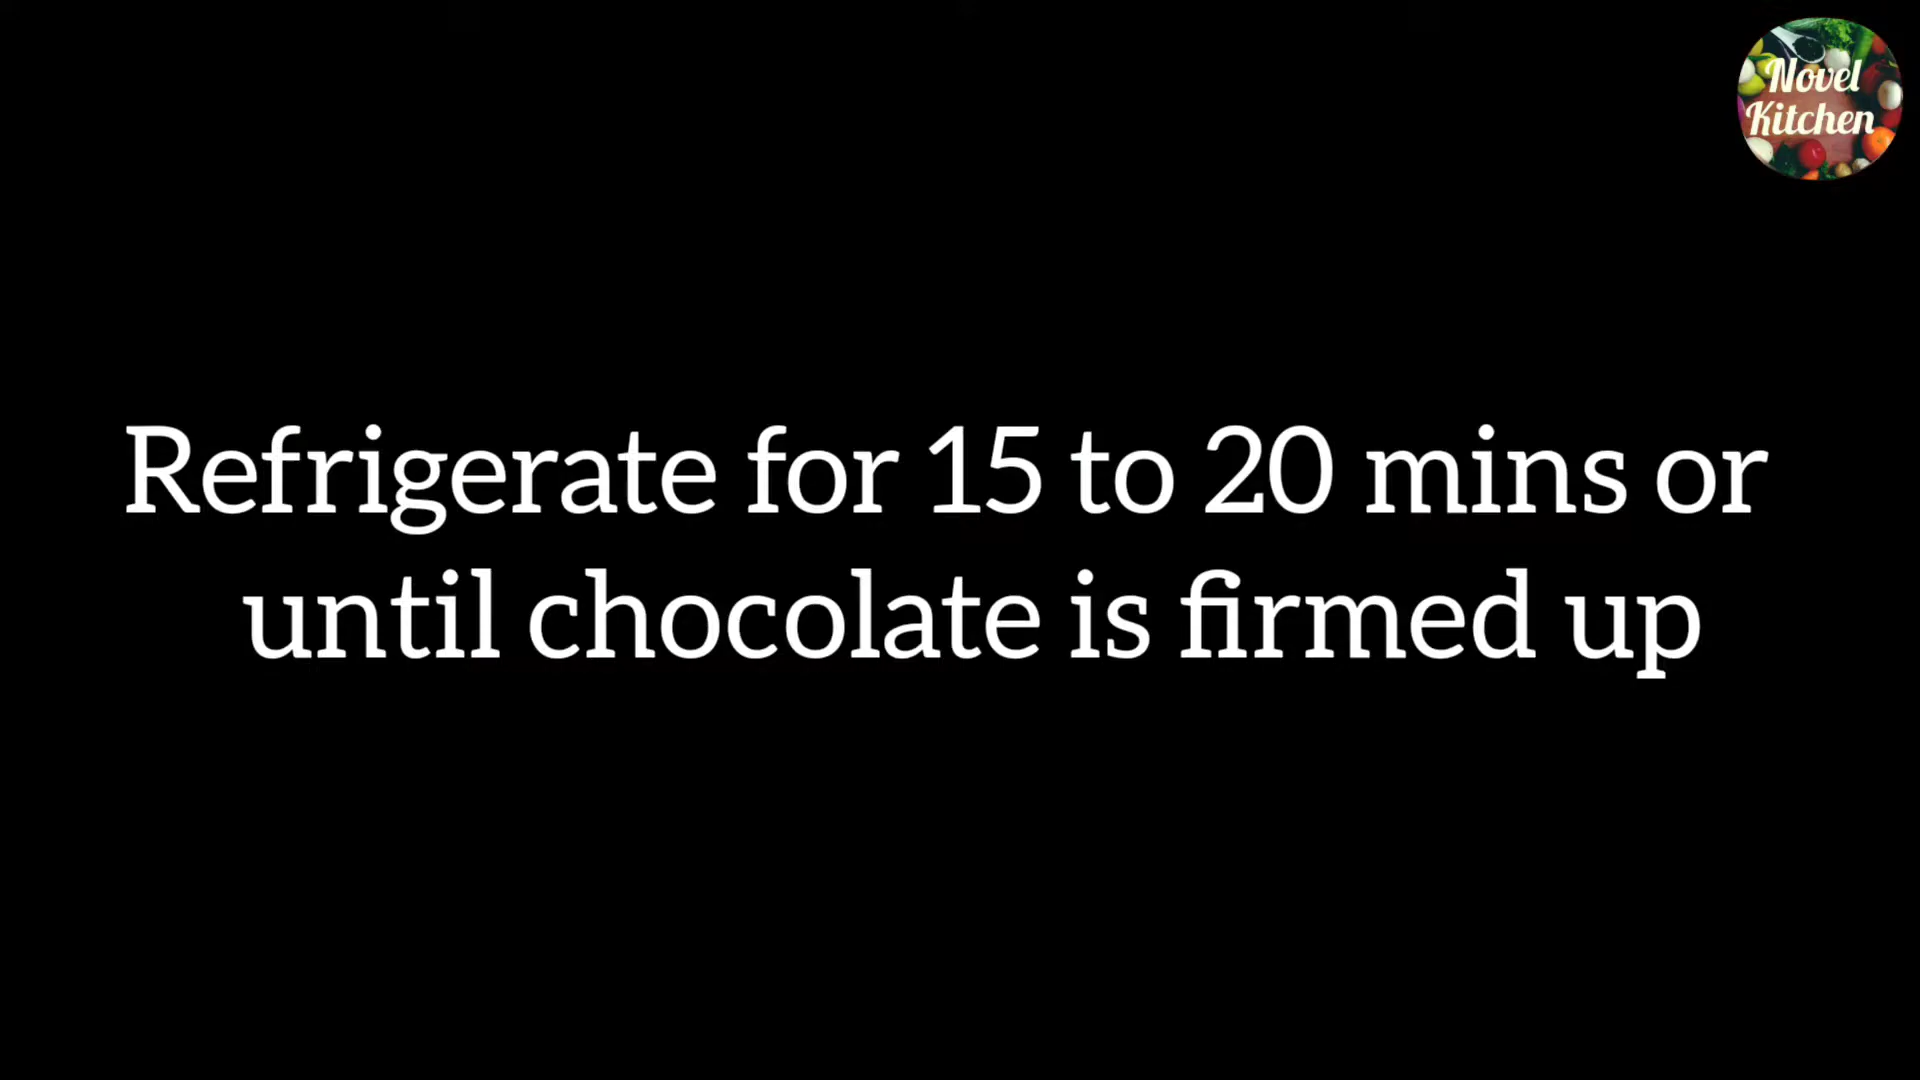 Novel
Kitchen
Refrigerate for 15 to 20 mins or
until chocolate is firmed up